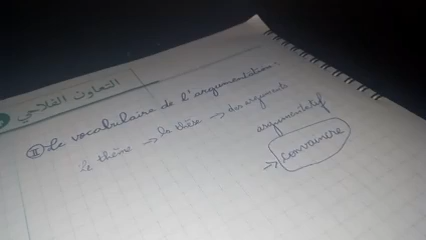 التعاون الفلاحي
II Le vocabulaire de l'argumentation :
le thème → la thèse → des arguments
argumentatif
→ convaincre